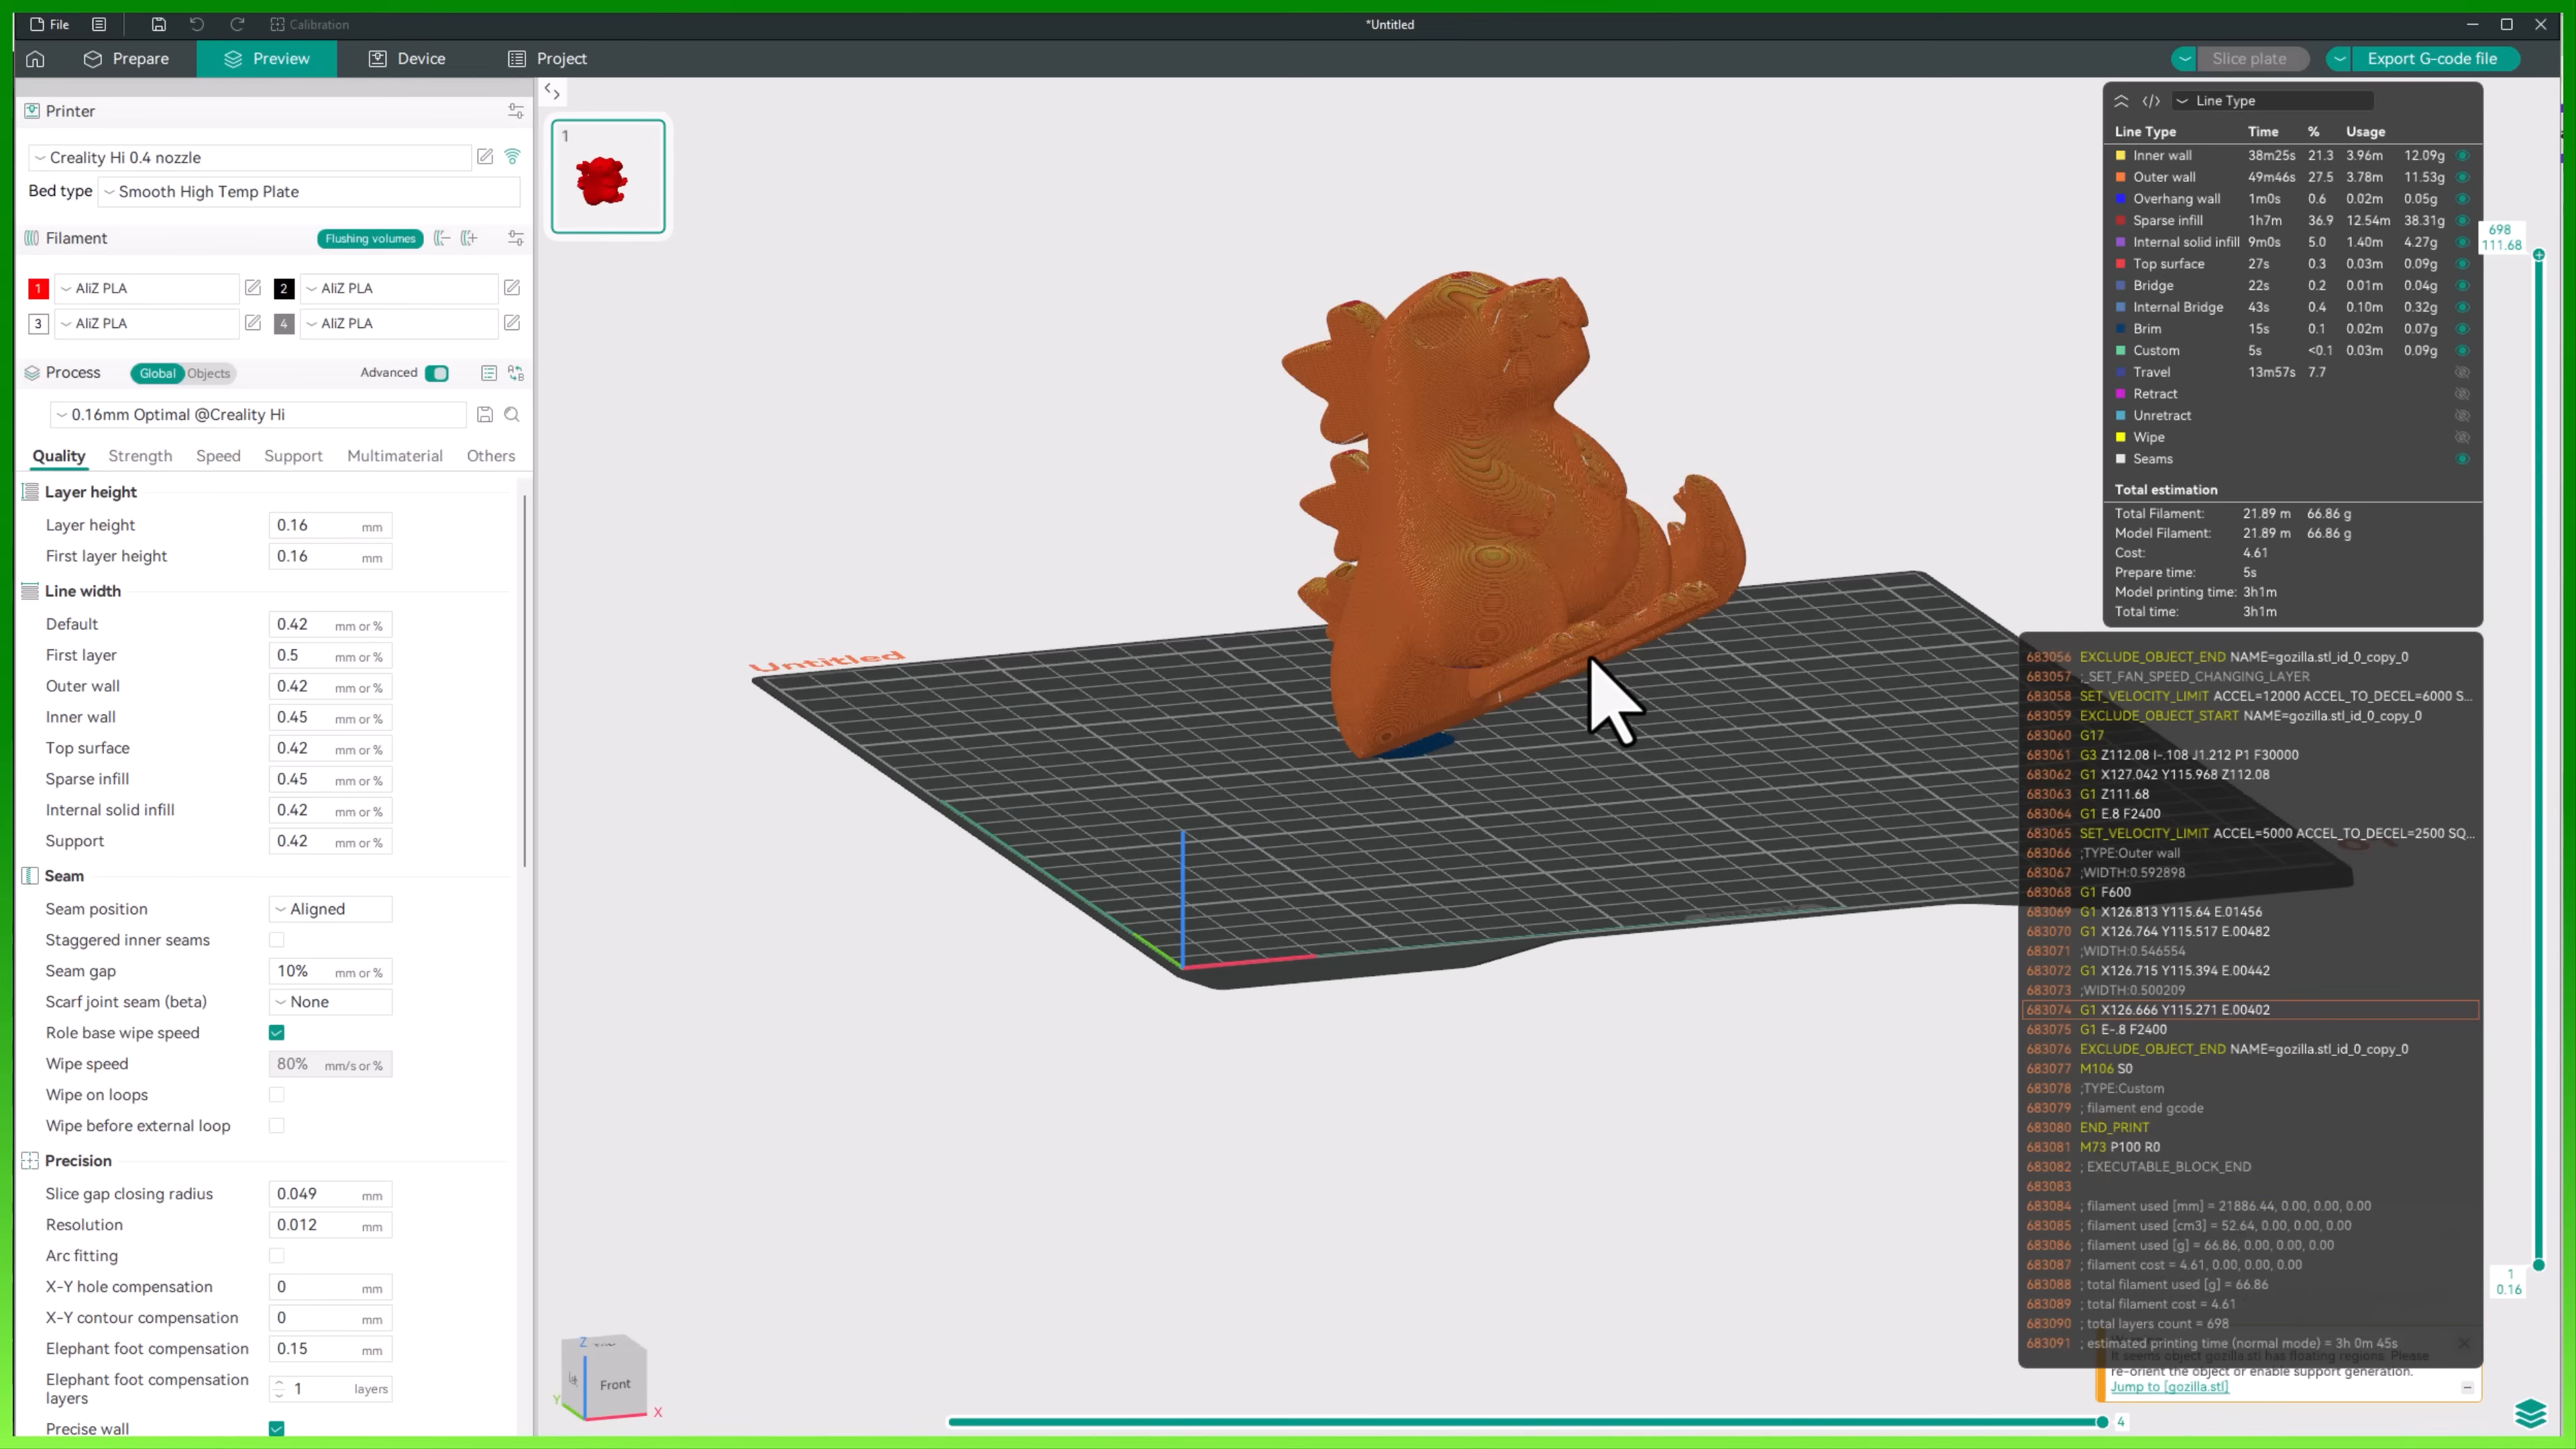 File
Calibration
*Untitled
Prepare
Preview
Device
Project
Slice plate
Export G-code file
Printer
Creality Hi 0.4 nozzle
Bed type
Smooth High Temp Plate
Filament
Flushing volumes
1 AliZ PLA
2 AliZ PLA
3 AliZ PLA
4 AliZ PLA
Process
Global Objects
Advanced
0.16mm Optimal @Creality Hi
Quality Strength Speed Support Multimaterial Others
Layer height
Layer height 0.16 mm
First layer height 0.16 mm
Line width
Default 0.42 mm or %
First layer 0.5 mm or %
Outer wall 0.42 mm or %
Inner wall 0.45 mm or %
Top surface 0.42 mm or %
Sparse infill 0.45 mm or %
Internal solid infill 0.42 mm or %
Support 0.42 mm or %
Seam
Seam position Aligned
Staggered inner seams
Seam gap 10% mm or %
Scarf joint seam (beta) None
Role base wipe speed
Wipe speed 80% mm/s or %
Wipe on loops
Wipe before external loop
Precision
Slice gap closing radius 0.049 mm
Resolution 0.012 mm
Arc fitting
X-Y hole compensation 0 mm
X-Y contour compensation 0 mm
Elephant foot compensation 0.15 mm
Elephant foot compensation
layers 1 layers
Precise wall
1
Untitled
Front
Z
Y
X
Line Type
Line Type Time % Usage
Inner wall 38m25s 21.3 3.96m 12.09g
Outer wall 49m46s 27.5 3.78m 11.53g
Overhang wall 1m0s 0.6 0.02m 0.05g
Sparse infill 1h7m 36.9 12.54m 38.31g
Internal solid infill 9m0s 5.0 1.40m 4.27g
Top surface 27s 0.3 0.03m 0.09g
Bridge 22s 0.2 0.01m 0.04g
Internal Bridge 43s 0.4 0.10m 0.32g
Brim 15s 0.1 0.02m 0.07g
Custom 5s <0.1 0.03m 0.09g
Travel 13m57s 7.7
Retract
Unretract
Wipe
Seams
Total estimation
Total Filament: 21.89 m 66.86 g
Model Filament: 21.89 m 66.86 g
Cost: 4.61
Prepare time: 5s
Model printing time: 3h1m
Total time: 3h1m
698
111.68
683056 EXCLUDE_OBJECT_END NAME=gozilla.stl_id_0_copy_0
683057 ;_SET_FAN_SPEED_CHANGING_LAYER
683058 SET_VELOCITY_LIMIT ACCEL=12000 ACCEL_TO_DECEL=6000 S...
683059 EXCLUDE_OBJECT_START NAME=gozilla.stl_id_0_copy_0
683060 G17
683061 G3 Z112.08 I-.108 J1.212 P1 F30000
683062 G1 X127.042 Y115.968 Z112.08
683063 G1 Z111.68
683064 G1 E.8 F2400
683065 SET_VELOCITY_LIMIT ACCEL=5000 ACCEL_TO_DECEL=2500 SQ...
683066 ;TYPE:Outer wall
683067 ;WIDTH:0.592898
683068 G1 F600
683069 G1 X126.813 Y115.64 E.01456
683070 G1 X126.764 Y115.517 E.00482
683071 ;WIDTH:0.546554
683072 G1 X126.715 Y115.394 E.00442
683073 ;WIDTH:0.500209
683074 G1 X126.666 Y115.271 E.00402
683075 G1 E-.8 F2400
683076 EXCLUDE_OBJECT_END NAME=gozilla.stl_id_0_copy_0
683077 M106 S0
683078 ;TYPE:Custom
683079 ; filament end gcode
683080 END_PRINT
683081 M73 P100 R0
683082 ; EXECUTABLE_BLOCK_END
683083
683084 ; filament used [mm] = 21886.44, 0.00, 0.00, 0.00
683085 ; filament used [cm3] = 52.64, 0.00, 0.00, 0.00
683086 ; filament used [g] = 66.86, 0.00, 0.00, 0.00
683087 ; filament cost = 4.61, 0.00, 0.00, 0.00
683088 ; total filament used [g] = 66.86
683089 ; total filament cost = 4.61
683090 ; total layers count = 698
683091 ; estimated printing time (normal mode) = 3h 0m 45s
It seems object gozilla.stl has floating regions. Please
re-orient the object or enable support generation.
Jump to [gozilla.stl]
1
0.16
4